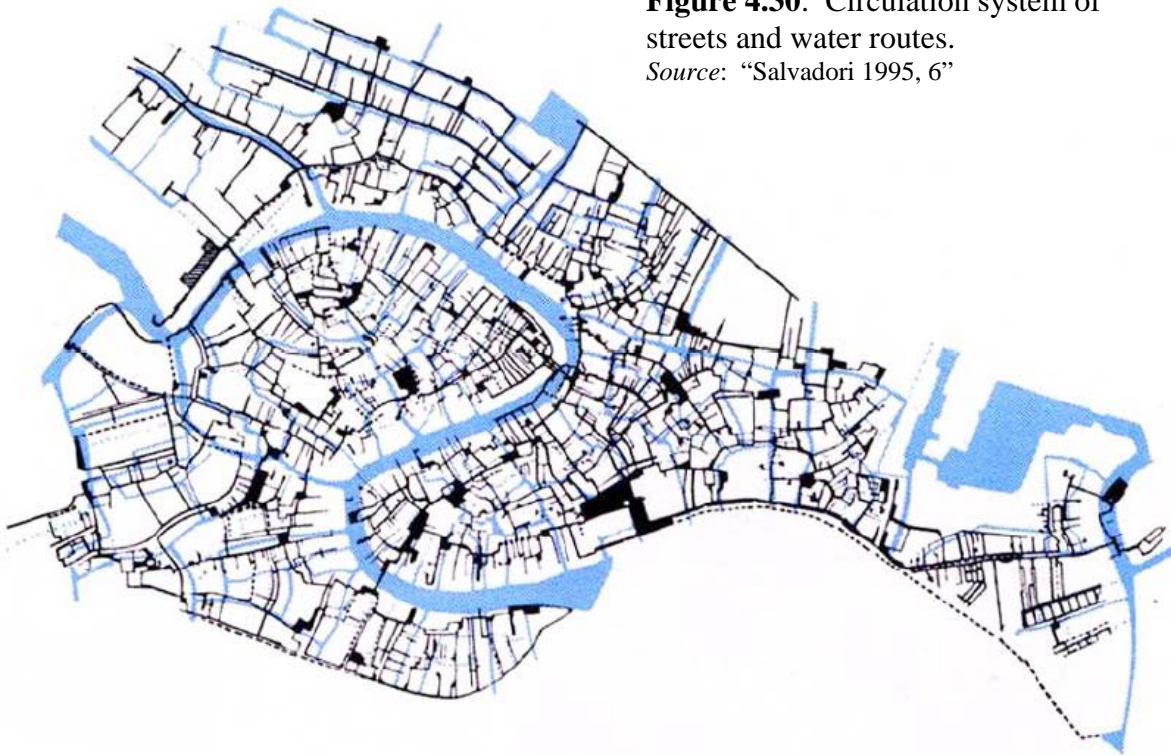 Figure 4.30. Circulation system of
streets and water routes.
Source: “Salvadori 1995, 6”